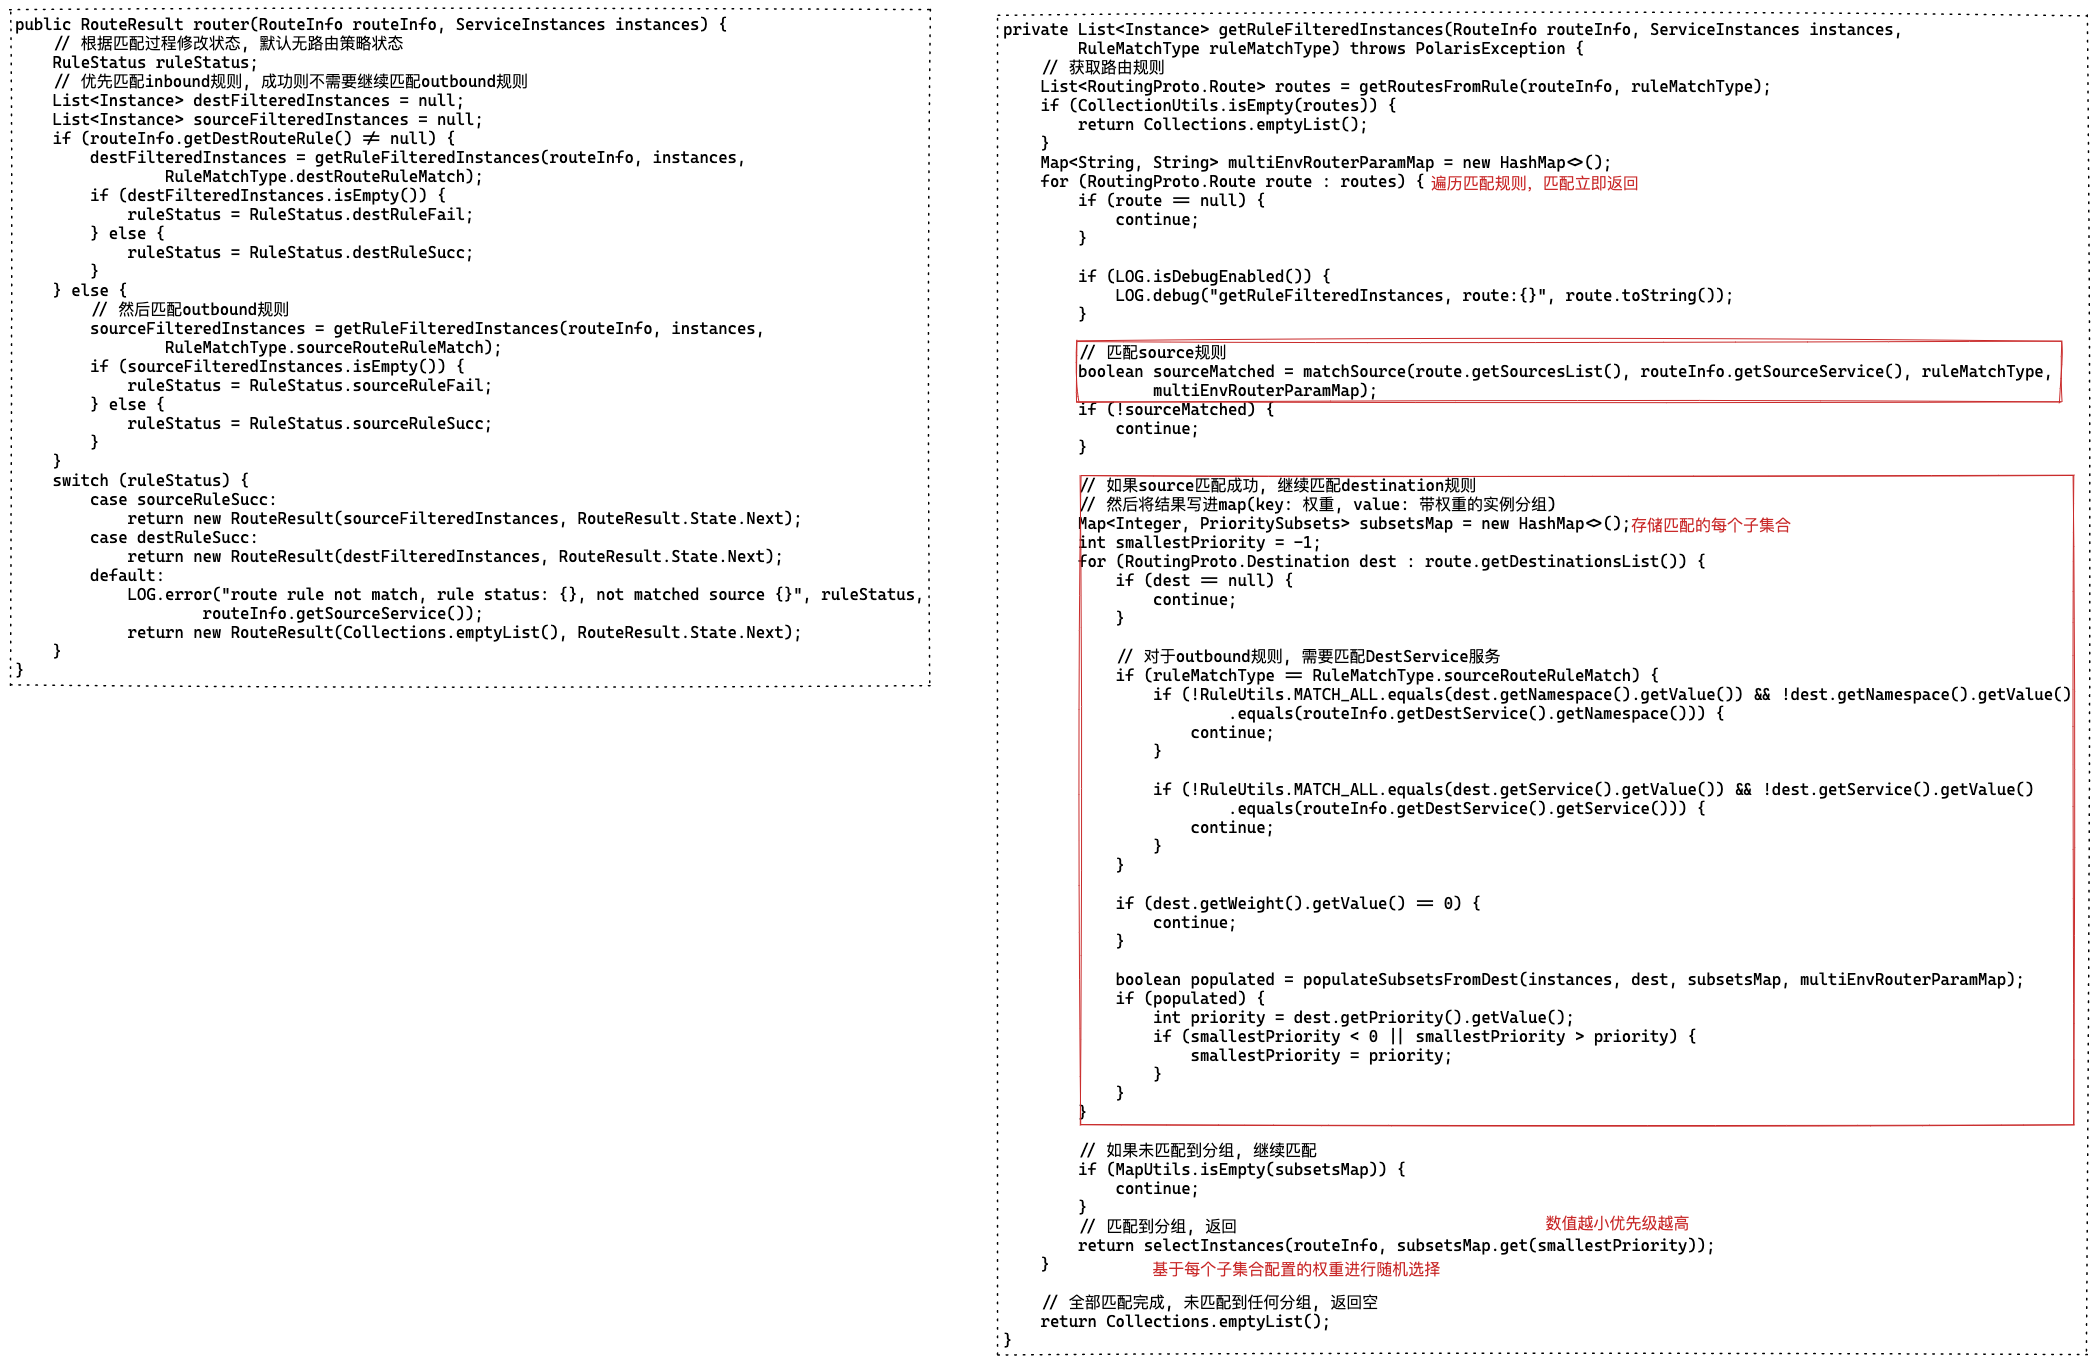 public RouteResult router(RouteInfo routeInfo, ServiceInstances instances) {
// 根据匹配过程修改状态, 默认无路由策略状态
RuleStatus ruleStatus;
// 优先匹配inbound规则, 成功则不需要继续匹配outbound规则
List<Instance> destFilteredInstances = null;
List<Instance> sourceFilteredInstances = null;
if (routeInfo.getDestRouteRule() != null) {
destFilteredInstances = getRuleFilteredInstances(routeInfo, instances,
RuleMatchType.destRouteRuleMatch);
if (destFilteredInstances.isEmpty()) {
ruleStatus = RuleStatus.destRuleFail;
} else {
ruleStatus = RuleStatus.destRuleSucc;
}
} else {
// 然后匹配outbound规则
sourceFilteredInstances = getRuleFilteredInstances(routeInfo, instances,
RuleMatchType.sourceRouteRuleMatch);
if (sourceFilteredInstances.isEmpty()) {
ruleStatus = RuleStatus.sourceRuleFail;
} else {
ruleStatus = RuleStatus.sourceRuleSucc;
}
}
switch (ruleStatus) {
case sourceRuleSucc:
return new RouteResult(sourceFilteredInstances, RouteResult.State.Next);
case destRuleSucc:
return new RouteResult(destFilteredInstances, RouteResult.State.Next);
default:
LOG.error("route rule not match, rule status: {}, not matched source {}", ruleStatus,
routeInfo.getSourceService());
return new RouteResult(Collections.emptyList(), RouteResult.State.Next);
}
}
private List<Instance> getRuleFilteredInstances(RouteInfo routeInfo, ServiceInstances instances,
RuleMatchType ruleMatchType) throws PolarisException {
// 获取路由规则
List<RoutingProto.Route> routes = getRoutesFromRule(routeInfo, ruleMatchType);
if (CollectionUtils.isEmpty(routes)) {
return Collections.emptyList();
}
Map<String, String> multiEnvRouterParamMap = new HashMap<>();
for (RoutingProto.Route route : routes) { 遍历匹配规则，匹配立即返回
if (route == null) {
continue;
}
if (LOG.isDebugEnabled()) {
LOG.debug("getRuleFilteredInstances, route:{}", route.toString());
}
// 匹配source规则
boolean sourceMatched = matchSource(route.getSourcesList(), routeInfo.getSourceService(), ruleMatchType,
multiEnvRouterParamMap);
if (!sourceMatched) {
continue;
}
// 如果source匹配成功, 继续匹配destination规则
// 然后将结果写进map(key: 权重, value: 带权重的实例分组)
Map<Integer, PrioritySubsets> subsetsMap = new HashMap<>();存储匹配的每个子集合
int smallestPriority = -1;
for (RoutingProto.Destination dest : route.getDestinationsList()) {
if (dest == null) {
continue;
}
// 对于outbound规则, 需要匹配DestService服务
if (ruleMatchType == RuleMatchType.sourceRouteRuleMatch) {
if (!RuleUtils.MATCH_ALL.equals(dest.getNamespace().getValue()) && !dest.getNamespace().getValue()
.equals(routeInfo.getDestService().getNamespace())) {
continue;
}
if (!RuleUtils.MATCH_ALL.equals(dest.getService().getValue()) && !dest.getService().getValue()
.equals(routeInfo.getDestService().getService())) {
continue;
}
}
if (dest.getWeight().getValue() == 0) {
continue;
}
boolean populated = populateSubsetsFromDest(instances, dest, subsetsMap, multiEnvRouterParamMap);
if (populated) {
int priority = dest.getPriority().getValue();
if (smallestPriority < 0 || smallestPriority > priority) {
smallestPriority = priority;
}
}
}
// 如果未匹配到分组, 继续匹配
if (MapUtils.isEmpty(subsetsMap)) {
continue;
}
// 匹配到分组, 返回 数值越小优先级越高
return selectInstances(routeInfo, subsetsMap.get(smallestPriority));
} 基于每个子集合配置的权重进行随机选择
// 全部匹配完成, 未匹配到任何分组, 返回空
return Collections.emptyList();
}